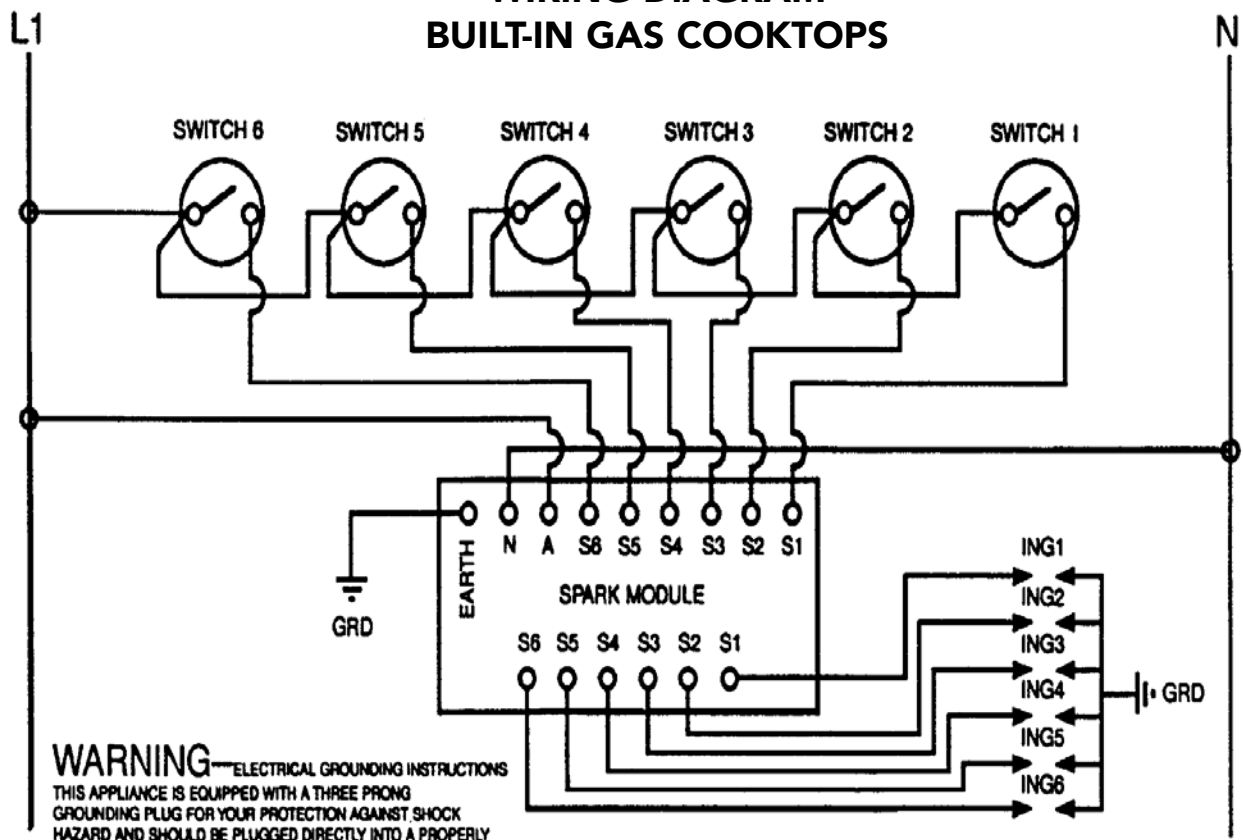 WIRING DIAGRAM
BUILT-IN GAS COOKTOPS
L1
N
SWITCH 6
SWITCH 5
SWITCH 4
SWITCH 3
SWITCH 2
SWITCH 1
EARTH
N
A
S6
S5
S4
S3
S2
S1
SPARK MODULE
GRD
S6
S5
S4
S3
S2
S1
ING1
ING2
ING3
ING4
ING5
ING6
GRD
WARNING—ELECTRICAL GROUNDING INSTRUCTIONS
THIS APPLIANCE IS EQUIPPED WITH A THREE PRONG
GROUNDING PLUG FOR YOUR PROTECTION AGAINST SHOCK
HAZARD AND SHOULD BE PLUGGED DIRECTLY INTO A PROPERLY